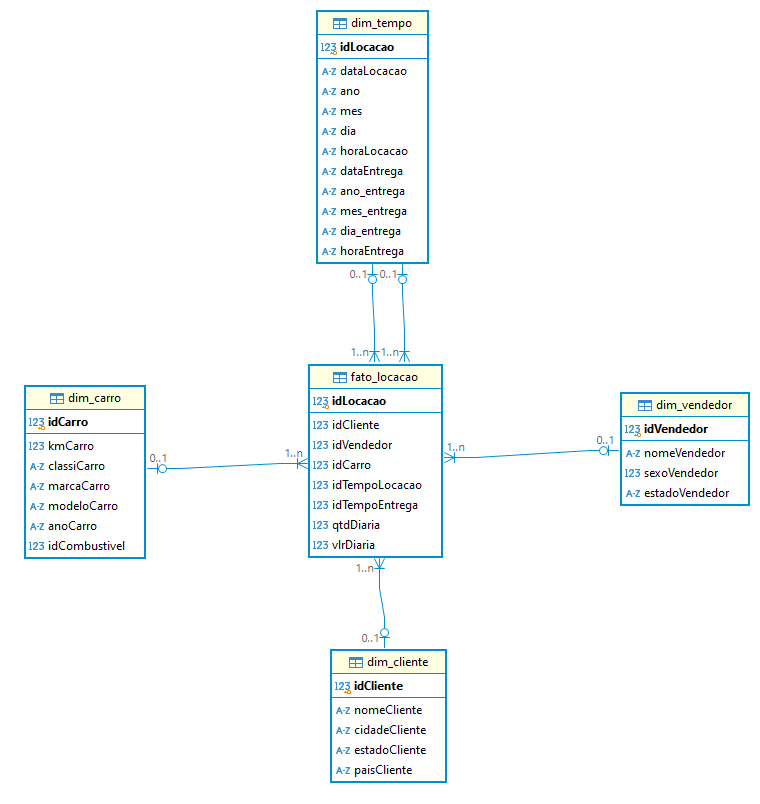 dim_tempo
123 idLocacao
A-Z dataLocacao
A-Z ano
A-Z mes
A-Z dia
A-Z horaLocacao
A-Z dataEntrega
A-Z ano_entrega
A-Z mes_entrega
A-Z dia_entrega
A-Z horaEntrega
0..1 0..1
1..n 1..n
dim_carro
123 idCarro
123 kmCarro
A-Z classiCarro
A-Z marcaCarro
A-Z modeloCarro
A-Z anoCarro
123 idCombustivel
0..1
1..n
fato_locacao
123 idLocacao
123 idCliente
123 idVendedor
123 idCarro
123 idTempoLocacao
123 idTempoEntrega
123 qtdDiaria
123 vlrDiaria
1..n
0..1
dim_vendedor
123 idVendedor
A-Z nomeVendedor
123 sexoVendedor
A-Z estadoVendedor
1..n
0..1
dim_cliente
123 idCliente
A-Z nomeCliente
A-Z cidadeCliente
A-Z estadoCliente
A-Z paisCliente